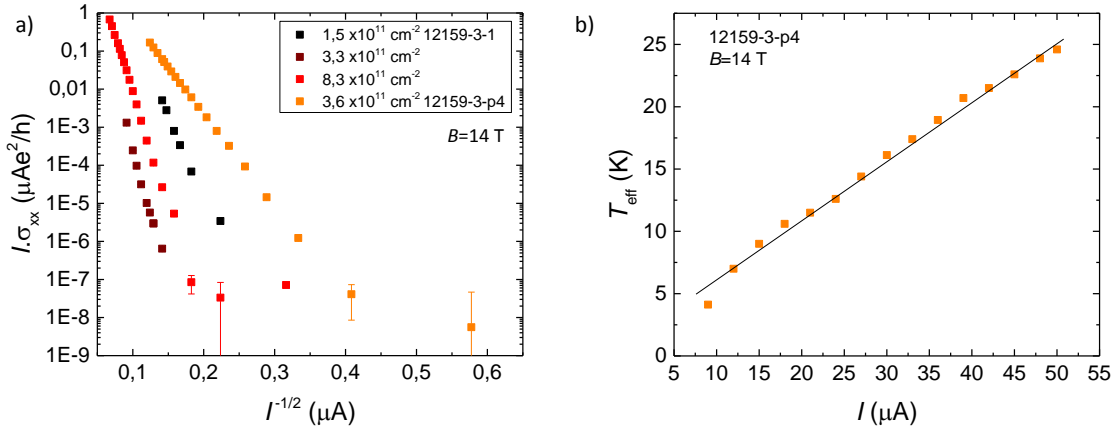 a)
1,5 x10¹¹ cm⁻² 12159-3-1
3,3 x10¹¹ cm⁻²
8,3 x10¹¹ cm⁻²
3,6 x10¹¹ cm⁻² 12159-3-p4
B=14 T
1
0,1
0,01
1E-3
1E-4
1E-5
1E-6
1E-7
1E-8
1E-9
I.σxx (μAe²/h)
0,1 0,2 0,3 0,4 0,5 0,6
I⁻¹/² (μA)
b)
12159-3-p4
B=14 T
25
20
15
10
5
0
Teff (K)
5 10 15 20 25 30 35 40 45 50 55
I (μA)